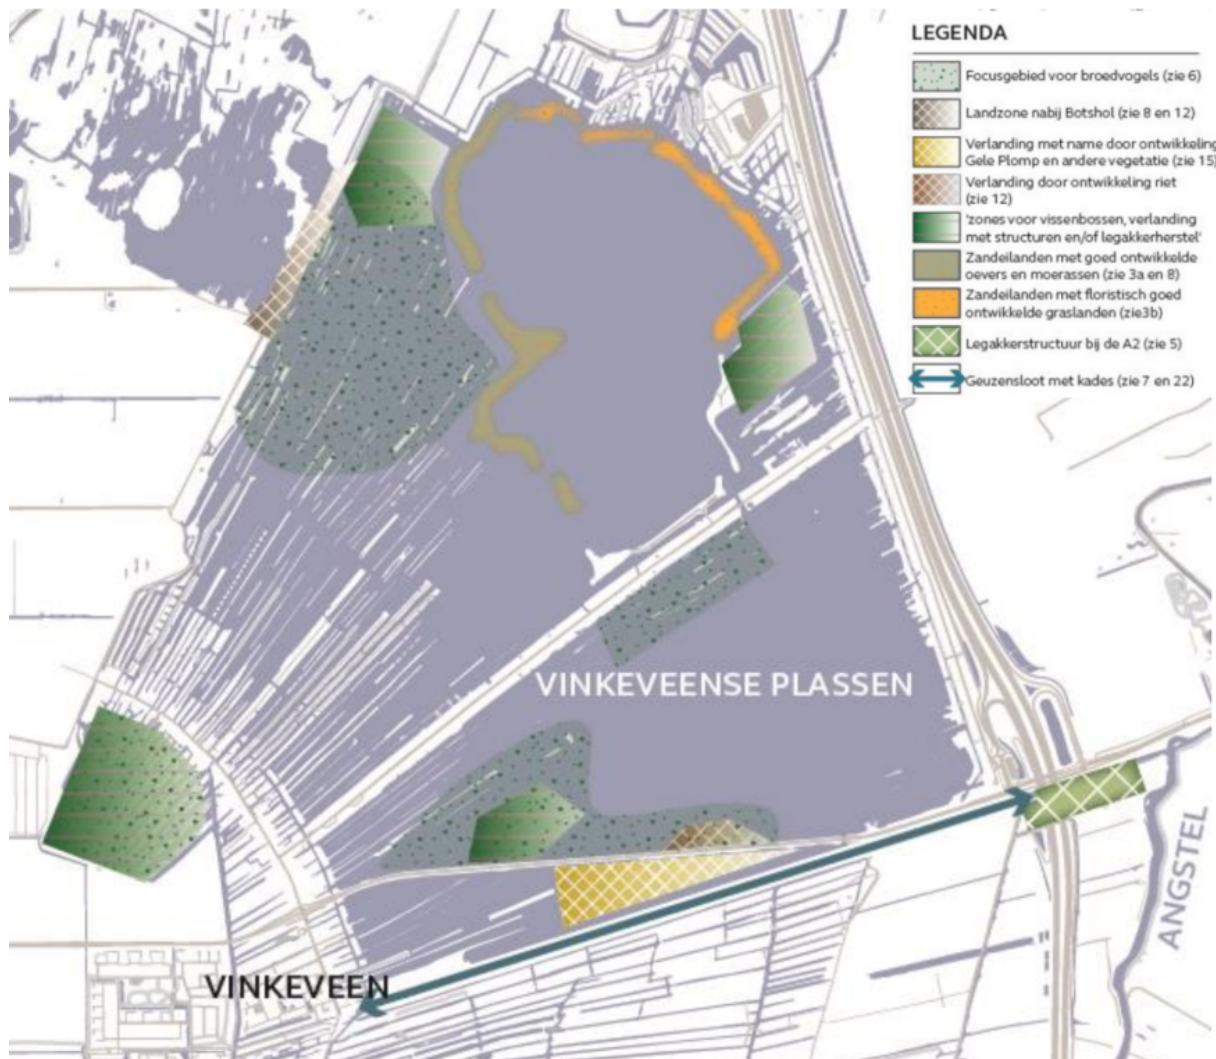 LEGENDA
Focusgebied voor broedvogels (zie 6)
Landzone nabij Botshol (zie 8 en 12)
Verlanding met name door ontwikkeling
Gele Plomp en andere vegetatie (zie 15)
Verlanding door ontwikkeling riet
(zie 12)
'zones voor vissenbossen, verlanding
met structuren en/of legakkerherstel'
Zandeilanden met goed ontwikkelde
oevers en moerassen (zie 3a en 8)
Zandeilanden met floristisch goed
ontwikkelde graslanden (zie3b)
Legakkerstructuur bij de A2 (zie 5)
Geuzensloot met kades (zie 7 en 22)
VINKEVEENSE PLASSEN
ANGSTEL
VINKEVEEN